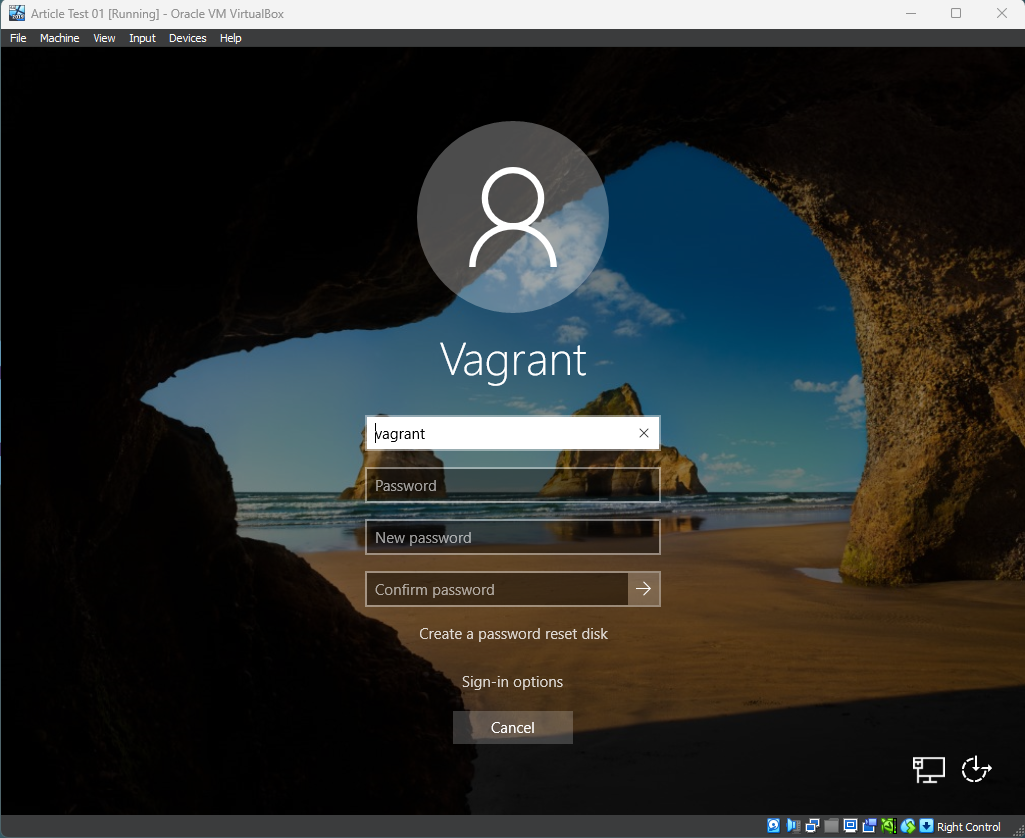 Article Test 01 [Running] - Oracle VM VirtualBox
File Machine View Input Devices Help
Vagrant
vagrant
Password
New password
Confirm password
Create a password reset disk
Sign-in options
Cancel
Right Control